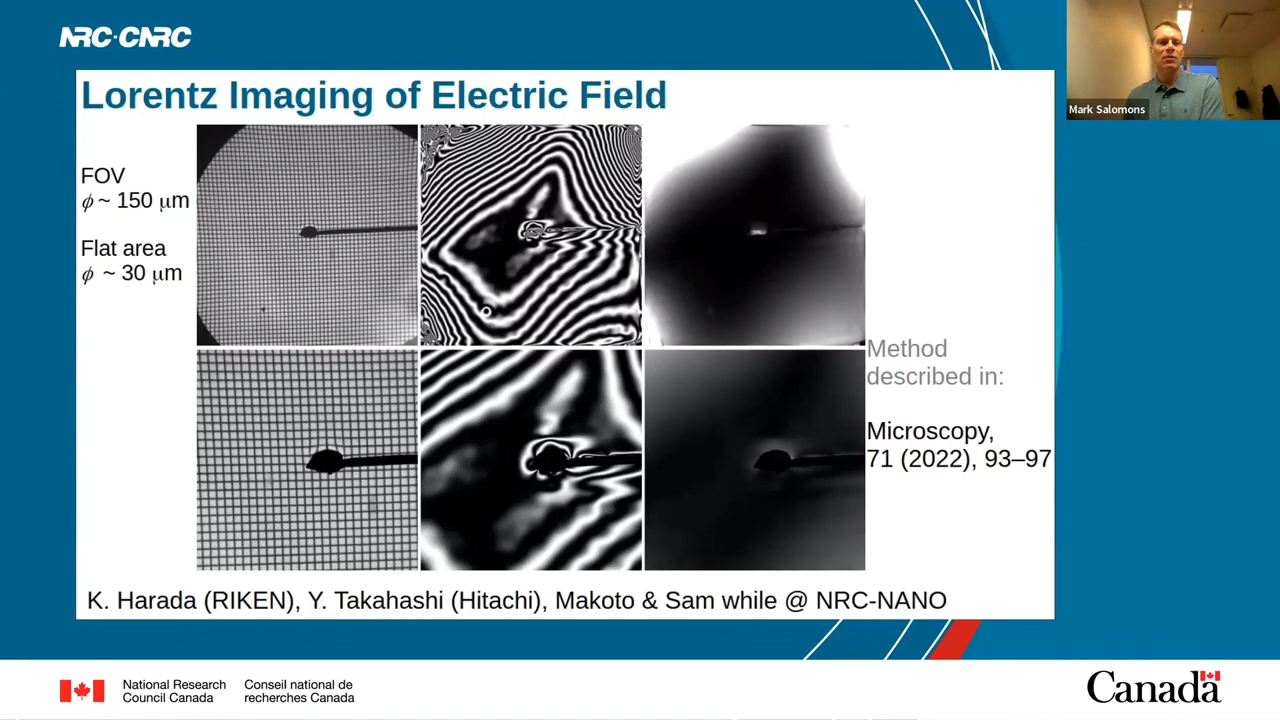 NRC·CNRC
Mark Salomons
Lorentz Imaging of Electric Field
FOV
ϕ ~ 150 μm
Flat area
ϕ ~ 30 μm
Method
described in:
Microscopy,
71 (2022), 93–97
K. Harada (RIKEN), Y. Takahashi (Hitachi), Makoto & Sam while @ NRC-NANO
National Research
Council Canada
Conseil national de
recherches Canada
Canada